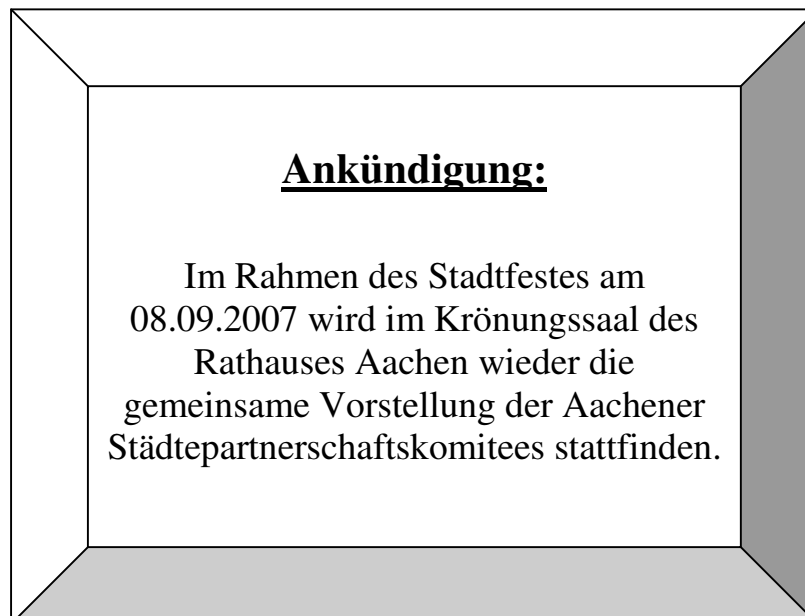 Ankündigung:
Im Rahmen des Stadtfestes am
08.09.2007 wird im Krönungssaal des
Rathauses Aachen wieder die
gemeinsame Vorstellung der Aachener
Städtepartnerschaftskomitees stattfinden.